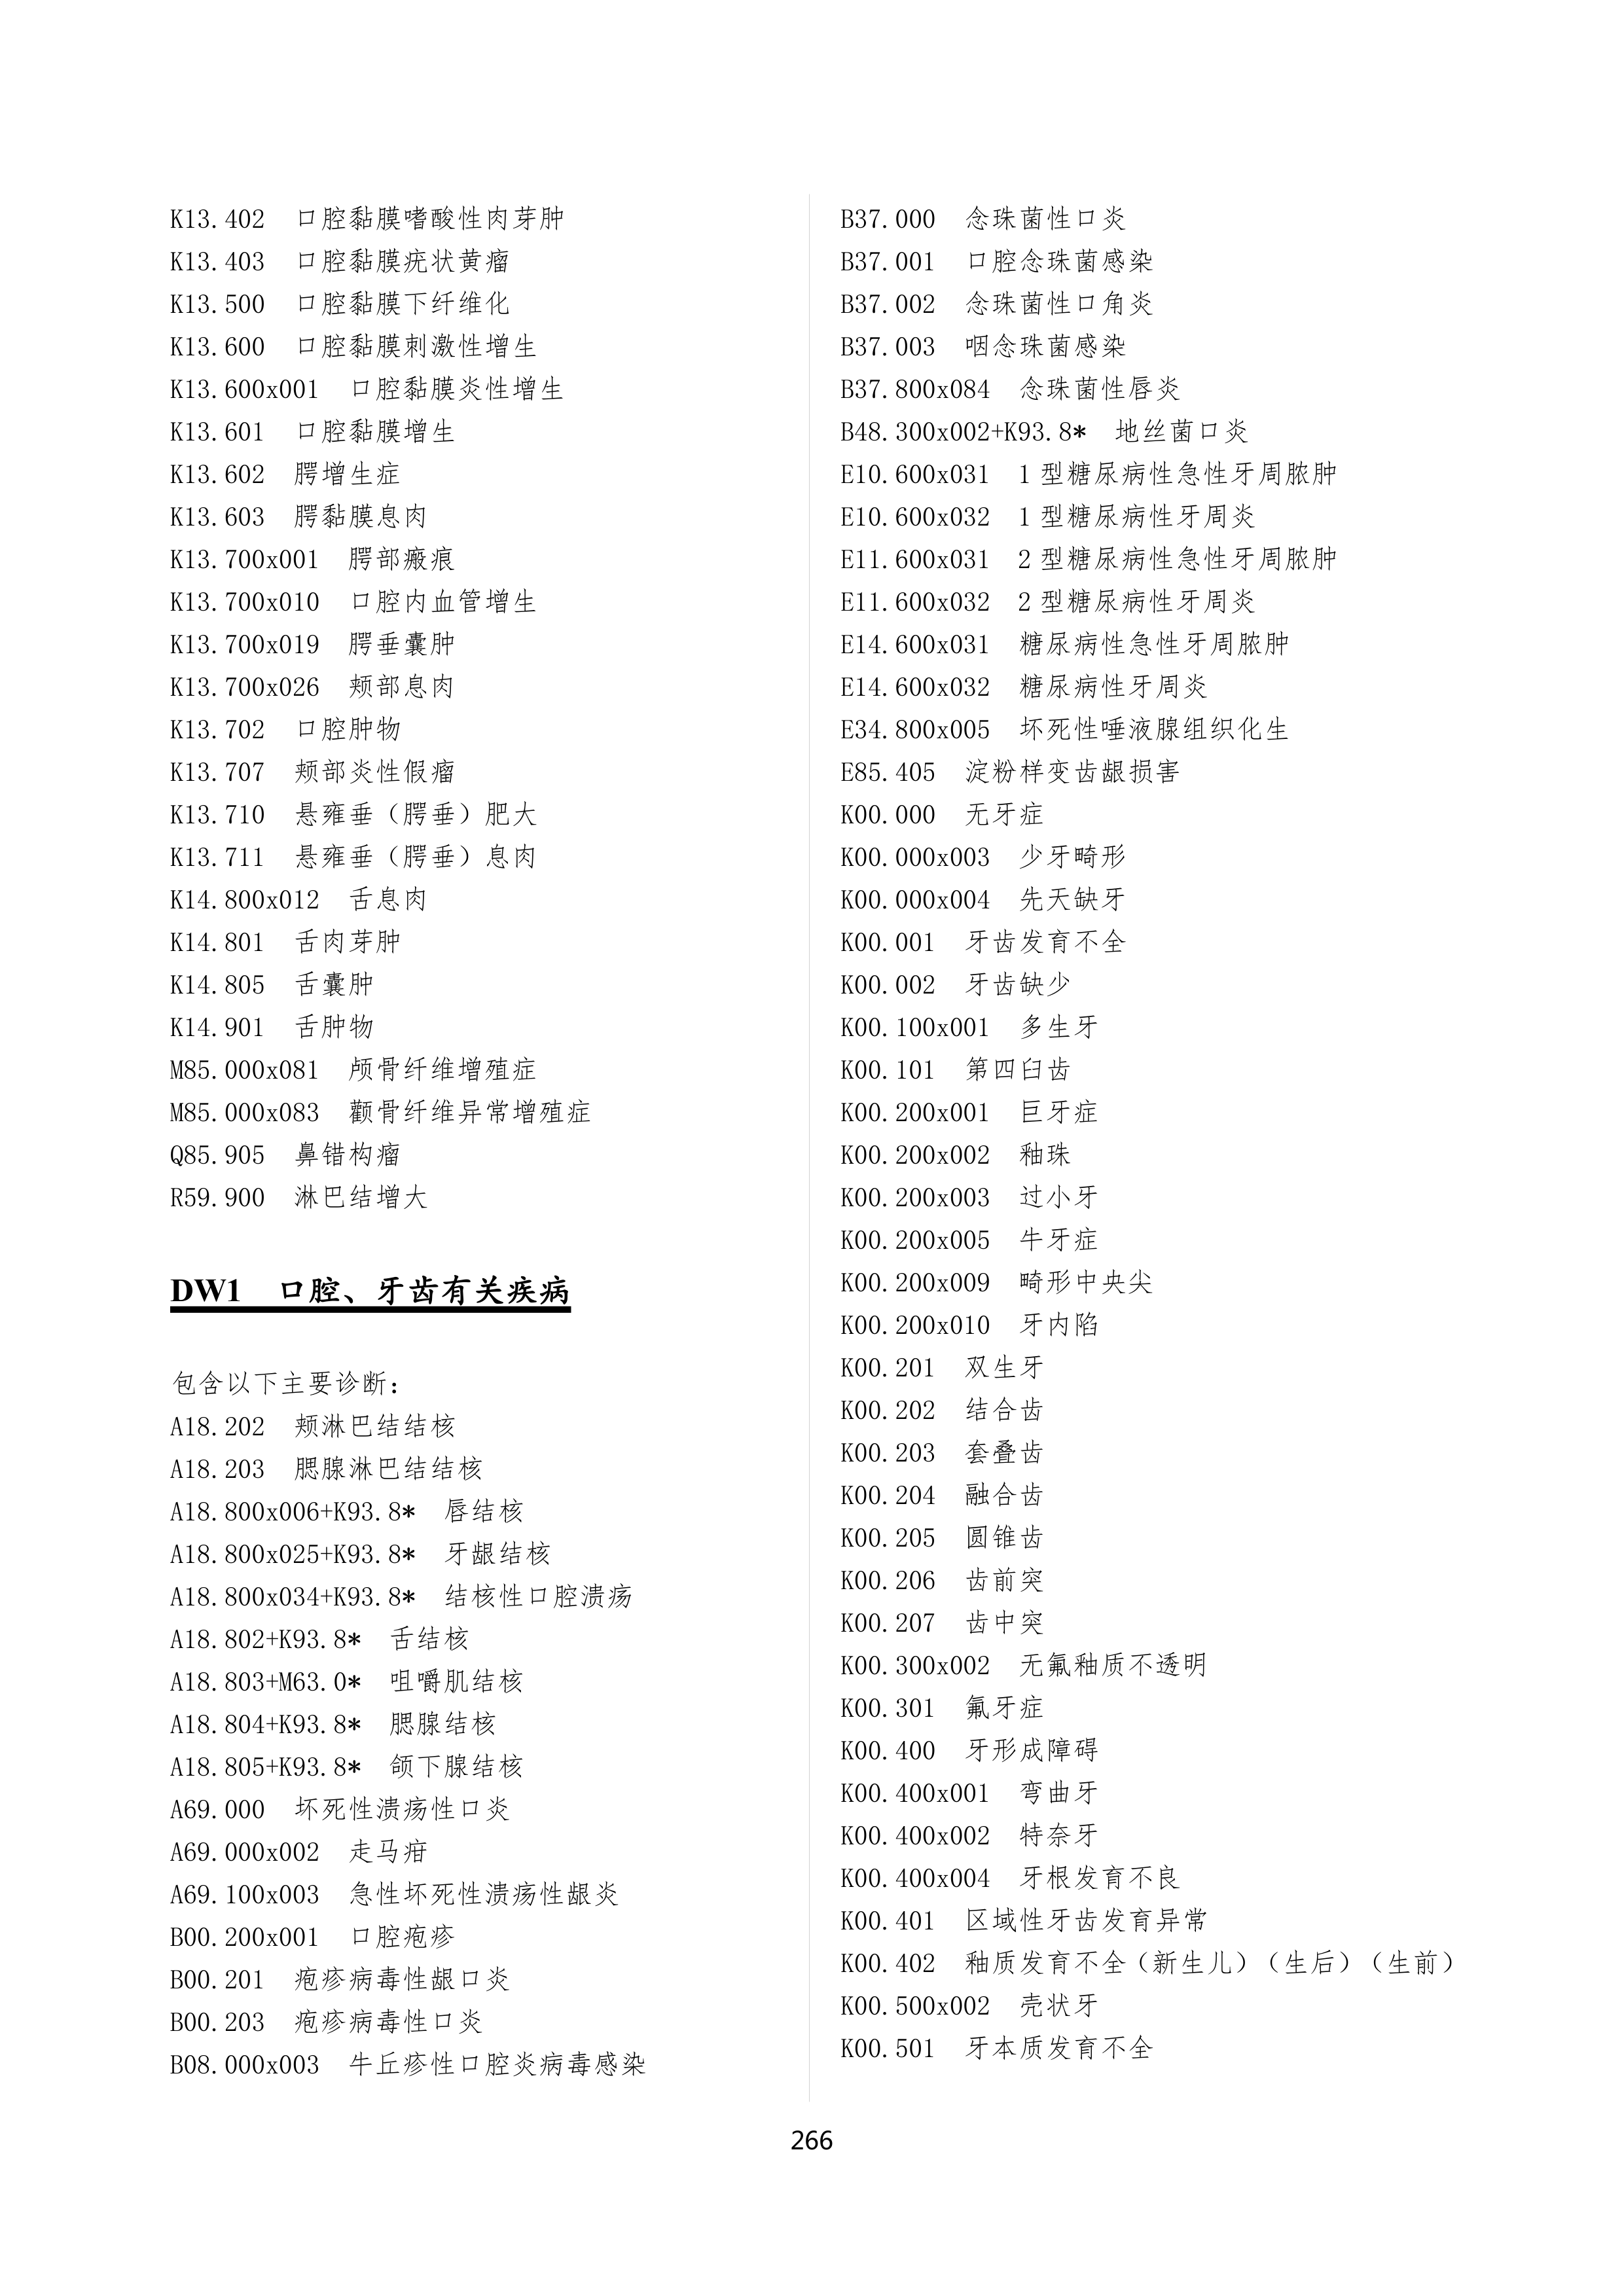 K13.402 口腔黏膜嗜酸性肉芽肿
K13.403 口腔黏膜疣状黄瘤
K13.500 口腔黏膜下纤维化
K13.600 口腔黏膜刺激性增生
K13.600x001 口腔黏膜炎性增生
K13.601 口腔黏膜增生
K13.602 腭增生症
K13.603 腭黏膜息肉
K13.700x001 腭部瘢痕
K13.700x010 口腔内血管增生
K13.700x019 腭垂囊肿
K13.700x026 颊部息肉
K13.702 口腔肿物
K13.707 颊部炎性假瘤
K13.710 悬雍垂（腭垂）肥大
K13.711 悬雍垂（腭垂）息肉
K14.800x012 舌息肉
K14.801 舌肉芽肿
K14.805 舌囊肿
K14.901 舌肿物
M85.000x081 颅骨纤维增殖症
M85.000x083 颧骨纤维异常增殖症
Q85.905 鼻错构瘤
R59.900 淋巴结增大
DW1 口腔、牙齿有关疾病
包含以下主要诊断：
A18.202 颊淋巴结结核
A18.203 腮腺淋巴结结核
A18.800x006+K93.8* 唇结核
A18.800x025+K93.8* 牙龈结核
A18.800x034+K93.8* 结核性口腔溃疡
A18.802+K93.8* 舌结核
A18.803+M63.0* 咀嚼肌结核
A18.804+K93.8* 腮腺结核
A18.805+K93.8* 颌下腺结核
A69.000 坏死性溃疡性口炎
A69.000x002 走马疳
A69.100x003 急性坏死性溃疡性龈炎
B00.200x001 口腔疱疹
B00.201 疱疹病毒性龈口炎
B00.203 疱疹病毒性口炎
B08.000x003 牛丘疹性口腔炎病毒感染
B37.000 念珠菌性口炎
B37.001 口腔念珠菌感染
B37.002 念珠菌性口角炎
B37.003 咽念珠菌感染
B37.800x084 念珠菌性唇炎
B48.300x002+K93.8* 地丝菌口炎
E10.600x031 1 型糖尿病性急性牙周脓肿
E10.600x032 1 型糖尿病性牙周炎
E11.600x031 2 型糖尿病性急性牙周脓肿
E11.600x032 2 型糖尿病性牙周炎
E14.600x031 糖尿病性急性牙周脓肿
E14.600x032 糖尿病性牙周炎
E34.800x005 坏死性唾液腺组织化生
E85.405 淀粉样变齿龈损害
K00.000 无牙症
K00.000x003 少牙畸形
K00.000x004 先天缺牙
K00.001 牙齿发育不全
K00.002 牙齿缺少
K00.100x001 多生牙
K00.101 第四臼齿
K00.200x001 巨牙症
K00.200x002 釉珠
K00.200x003 过小牙
K00.200x005 牛牙症
K00.200x009 畸形中央尖
K00.200x010 牙内陷
K00.201 双生牙
K00.202 结合齿
K00.203 套叠齿
K00.204 融合齿
K00.205 圆锥齿
K00.206 齿前突
K00.207 齿中突
K00.300x002 无氟釉质不透明
K00.301 氟牙症
K00.400 牙形成障碍
K00.400x001 弯曲牙
K00.400x002 特奈牙
K00.400x004 牙根发育不良
K00.401 区域性牙齿发育异常
K00.402 釉质发育不全（新生儿）（生后）（生前）
K00.500x002 壳状牙
K00.501 牙本质发育不全
266